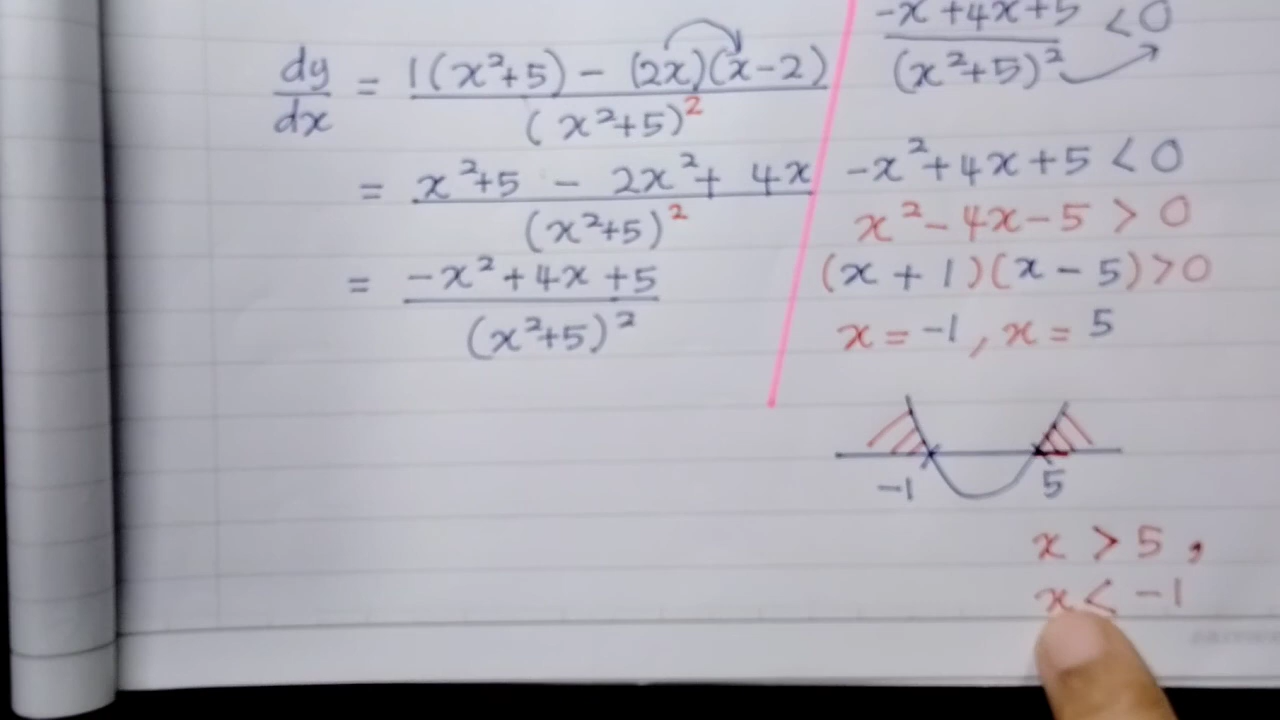 dy/dx = 1(x²+5) - (2x)(x-2) / (x²+5)²
= x²+5 - 2x²+ 4x / (x²+5)²
= -x²+4x+5 / (x²+5)²
-x+4x+5 / (x²+5)² <0
-x²+4x+5 <0
x²-4x-5 > 0
(x+1)(x-5)>0
x=-1, x=5
-1 5
x > 5,
x < -1